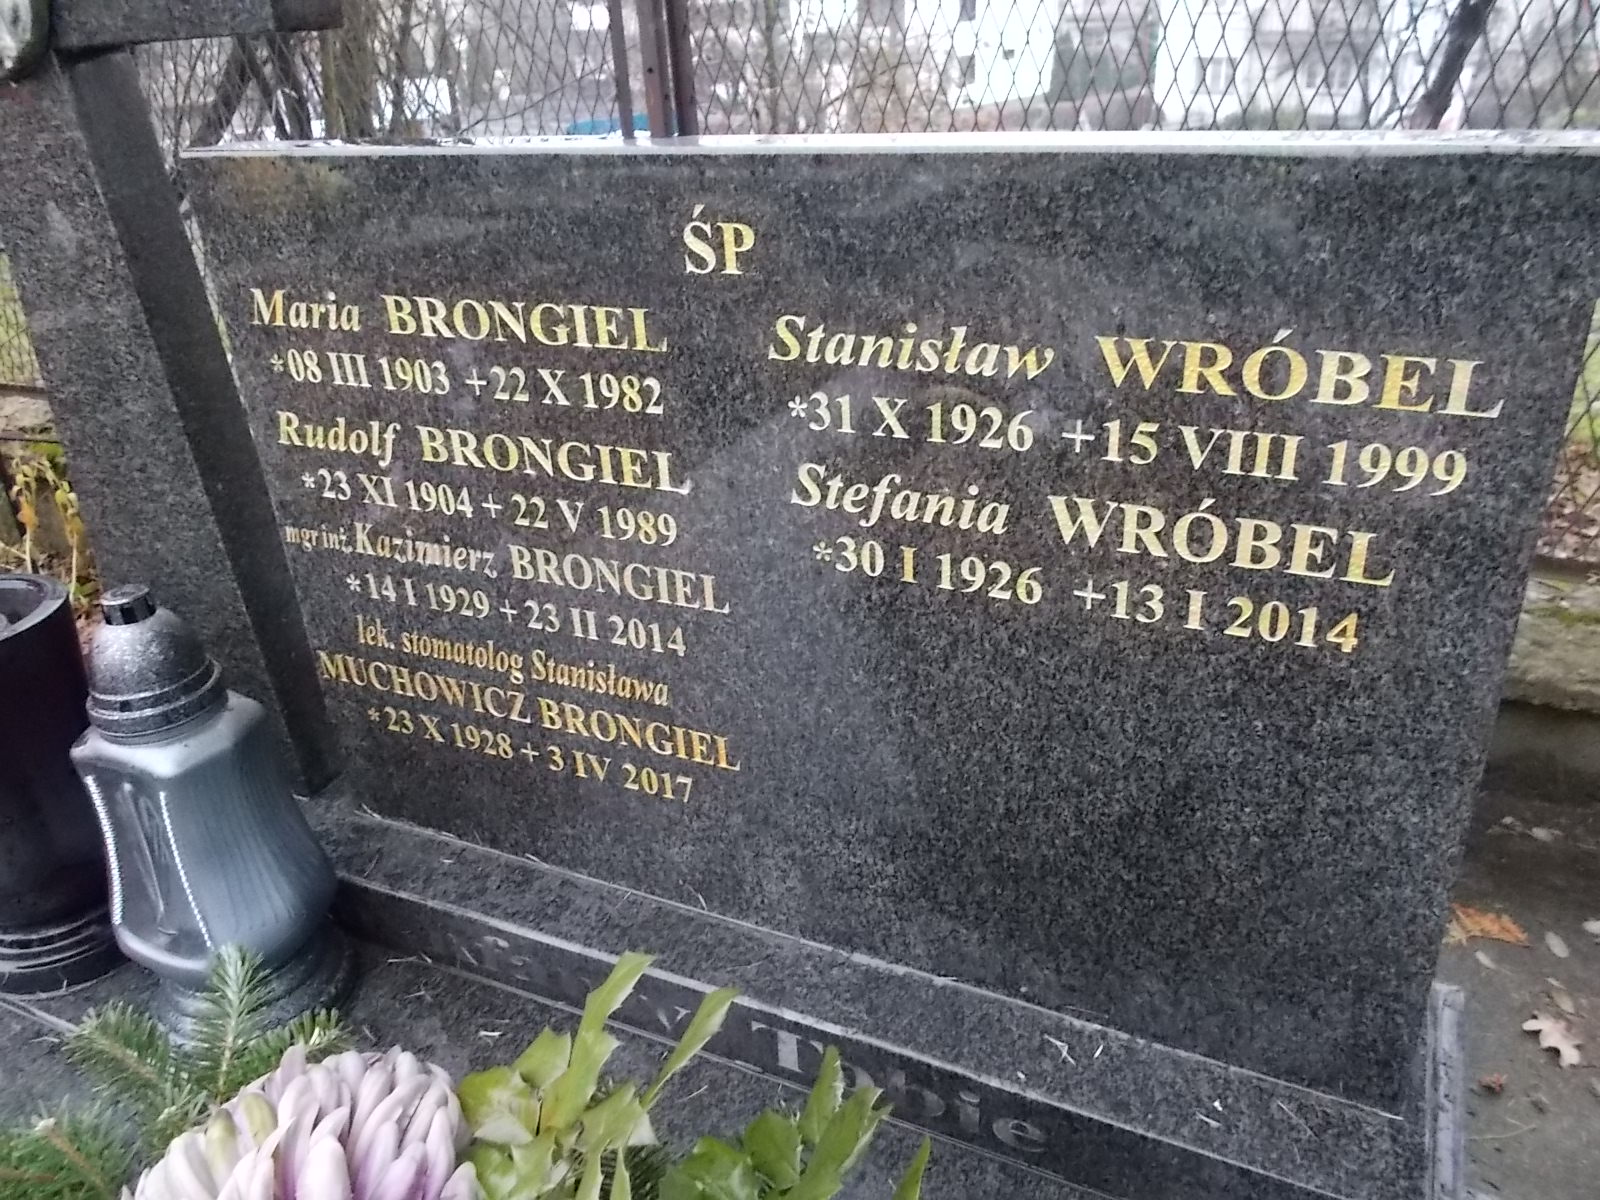 ŚP
Maria BRONGIEL
*08 III 1903 +22 X 1982
Rudolf BRONGIEL
*23 XI 1904 + 22 V 1989
mgr inż. Kazimierz BRONGIEL
*14 I 1929 + 23 II 2014
lek. stomatolog Stanisława
MUCHOWICZ BRONGIEL
*23 X 1928 + 3 IV 2017
Stanisław WRÓBEL
*31 X 1926 +15 VIII 1999
Stefania WRÓBEL
*30 I 1926 +13 I 2014
Tobie